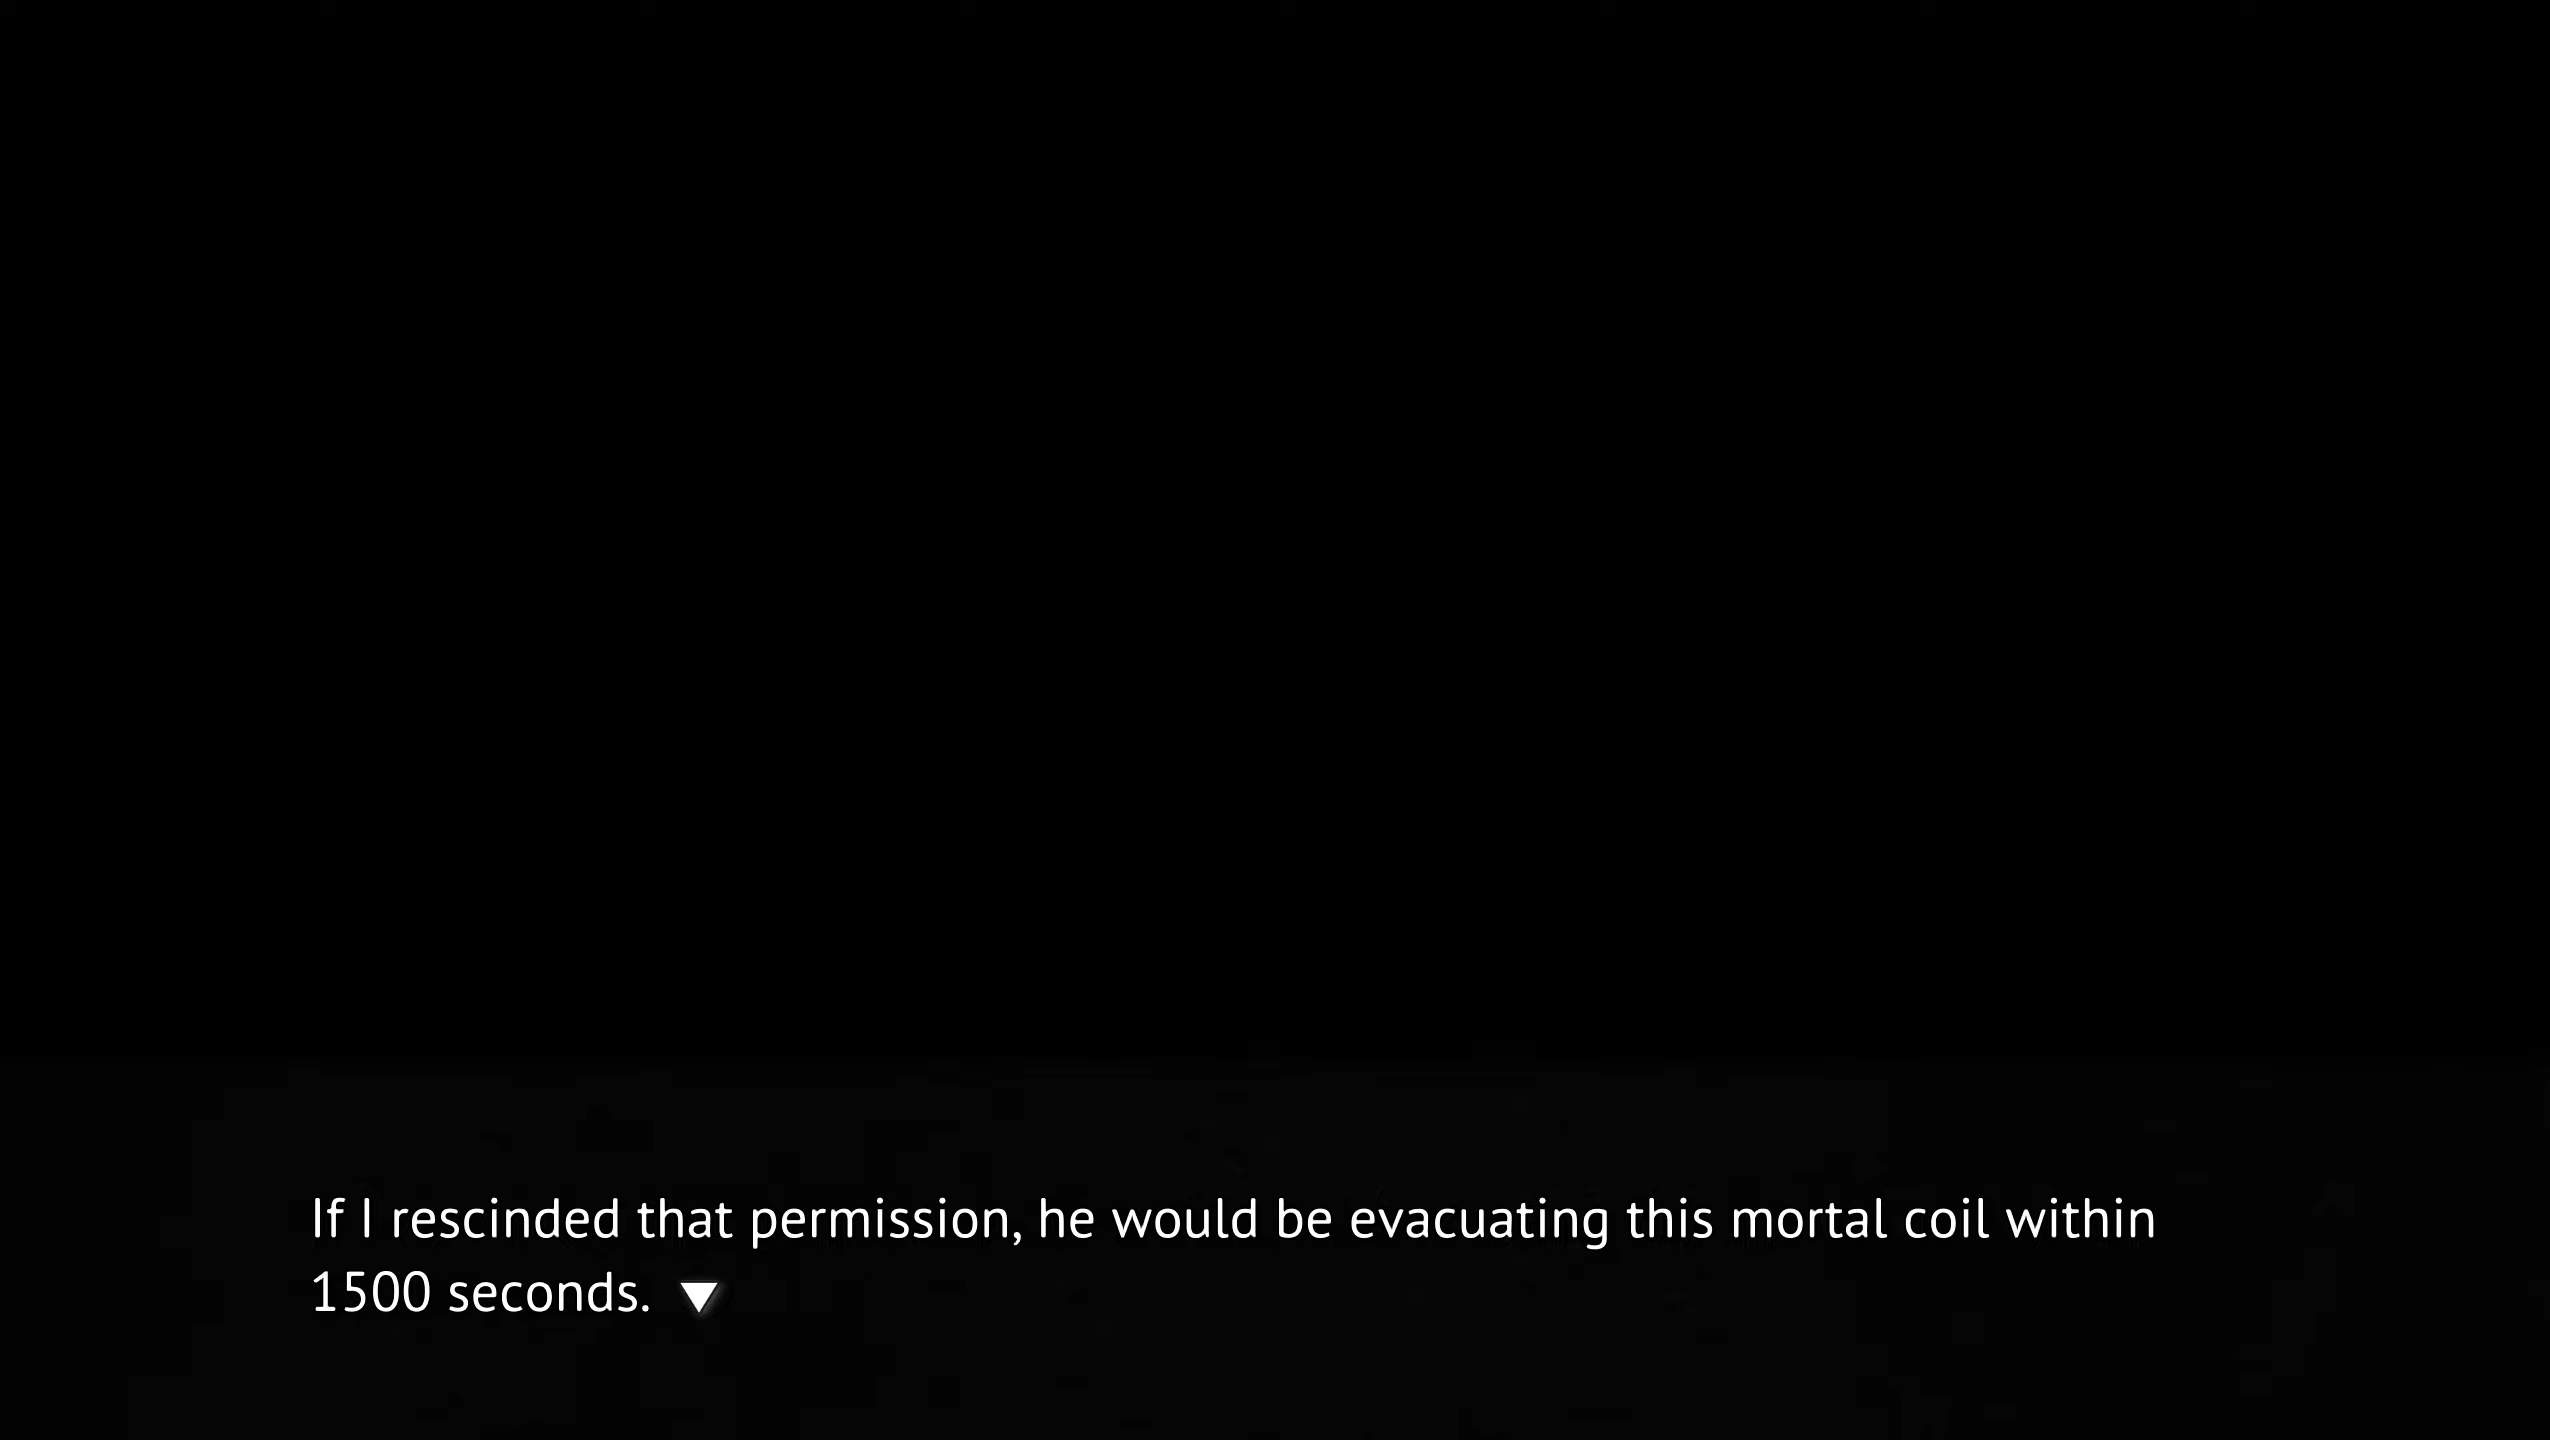 If I rescinded that permission, he would be evacuating this mortal coil within
1500 seconds.